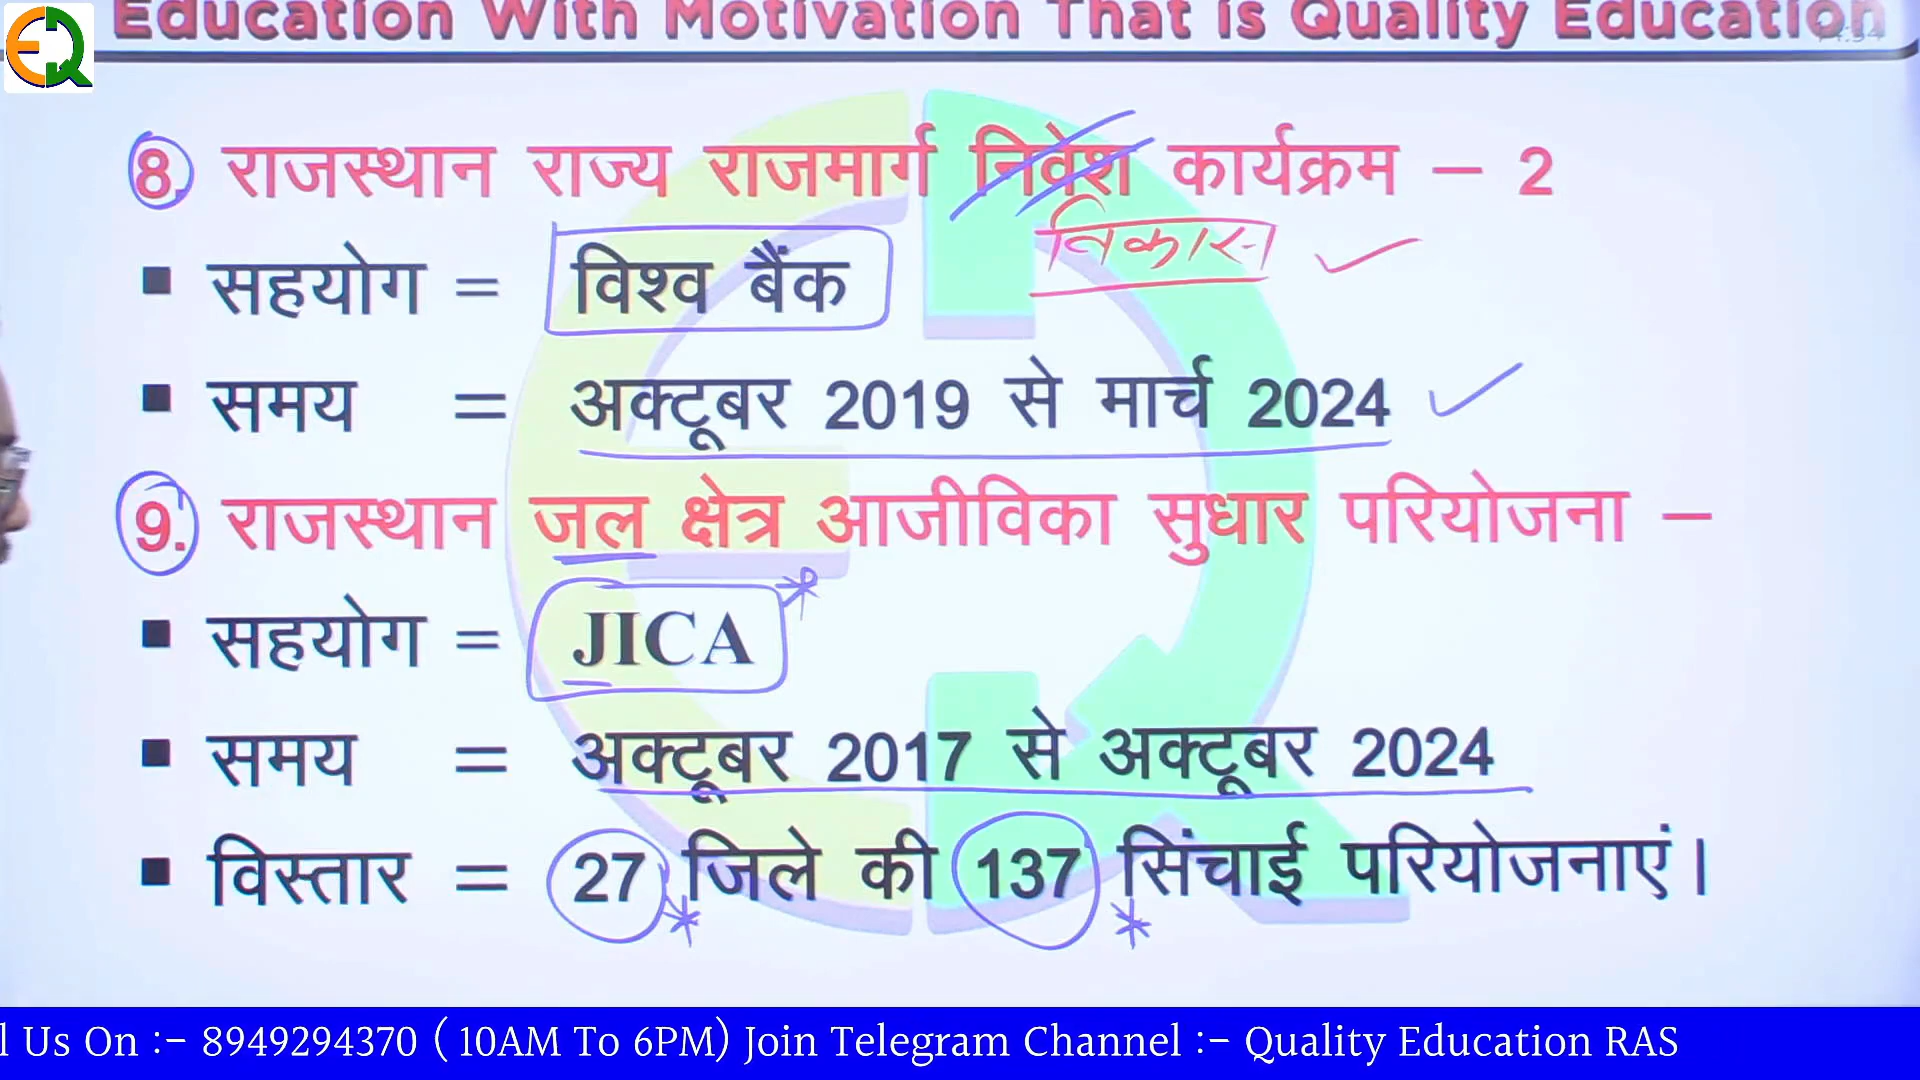 Education With Motivation That is Quality Education
8. राजस्थान राज्य राजमार्ग निवेश कार्यक्रम – 2
विकास
▪ सहयोग = विश्व बैंक
▪ समय = अक्टूबर 2019 से मार्च 2024
9. राजस्थान जल क्षेत्र आजीविका सुधार परियोजना –
▪ सहयोग = JICA
▪ समय = अक्टूबर 2017 से अक्टूबर 2024
▪ विस्तार = 27 जिले की 137 सिंचाई परियोजनाएं।
l Us On :- 8949294370 ( 10AM To 6PM) Join Telegram Channel :- Quality Education RAS